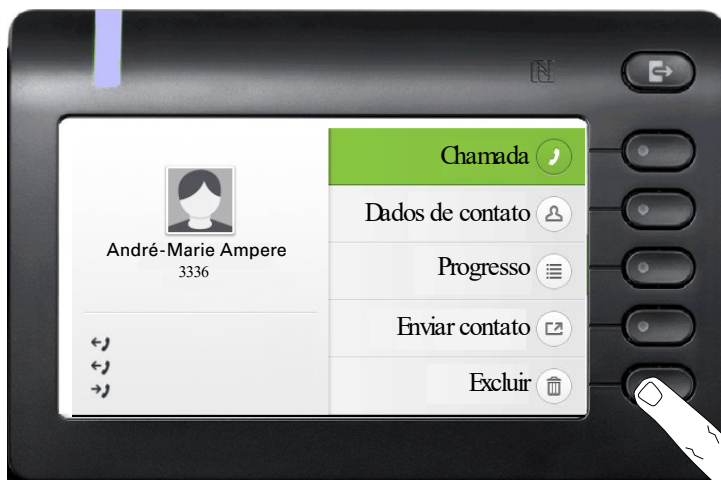 Chamada
Dados de contato
André-Marie Ampere
3336
Progresso
Enviar contato
Excluir